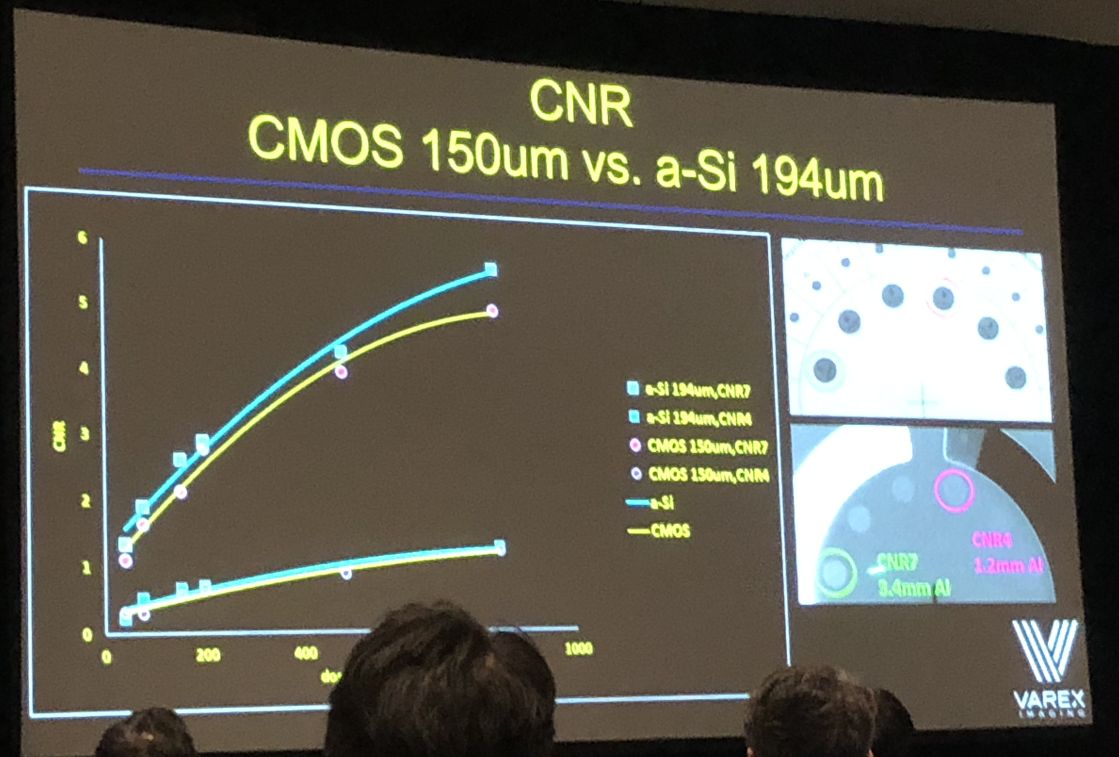 CNR
CMOS 150um vs. a-Si 194um
6
5
4
3
2
1
0
CNR
0
200
400
1000
a-Si 194um,CNR7
a-Si 194um,CNR4
CMOS 150um,CNR7
CMOS 150um,CNR4
a-Si
CMOS
CNR4
1.2mm Al
CNR7
3.4mm Al
VAREX
IMAGING